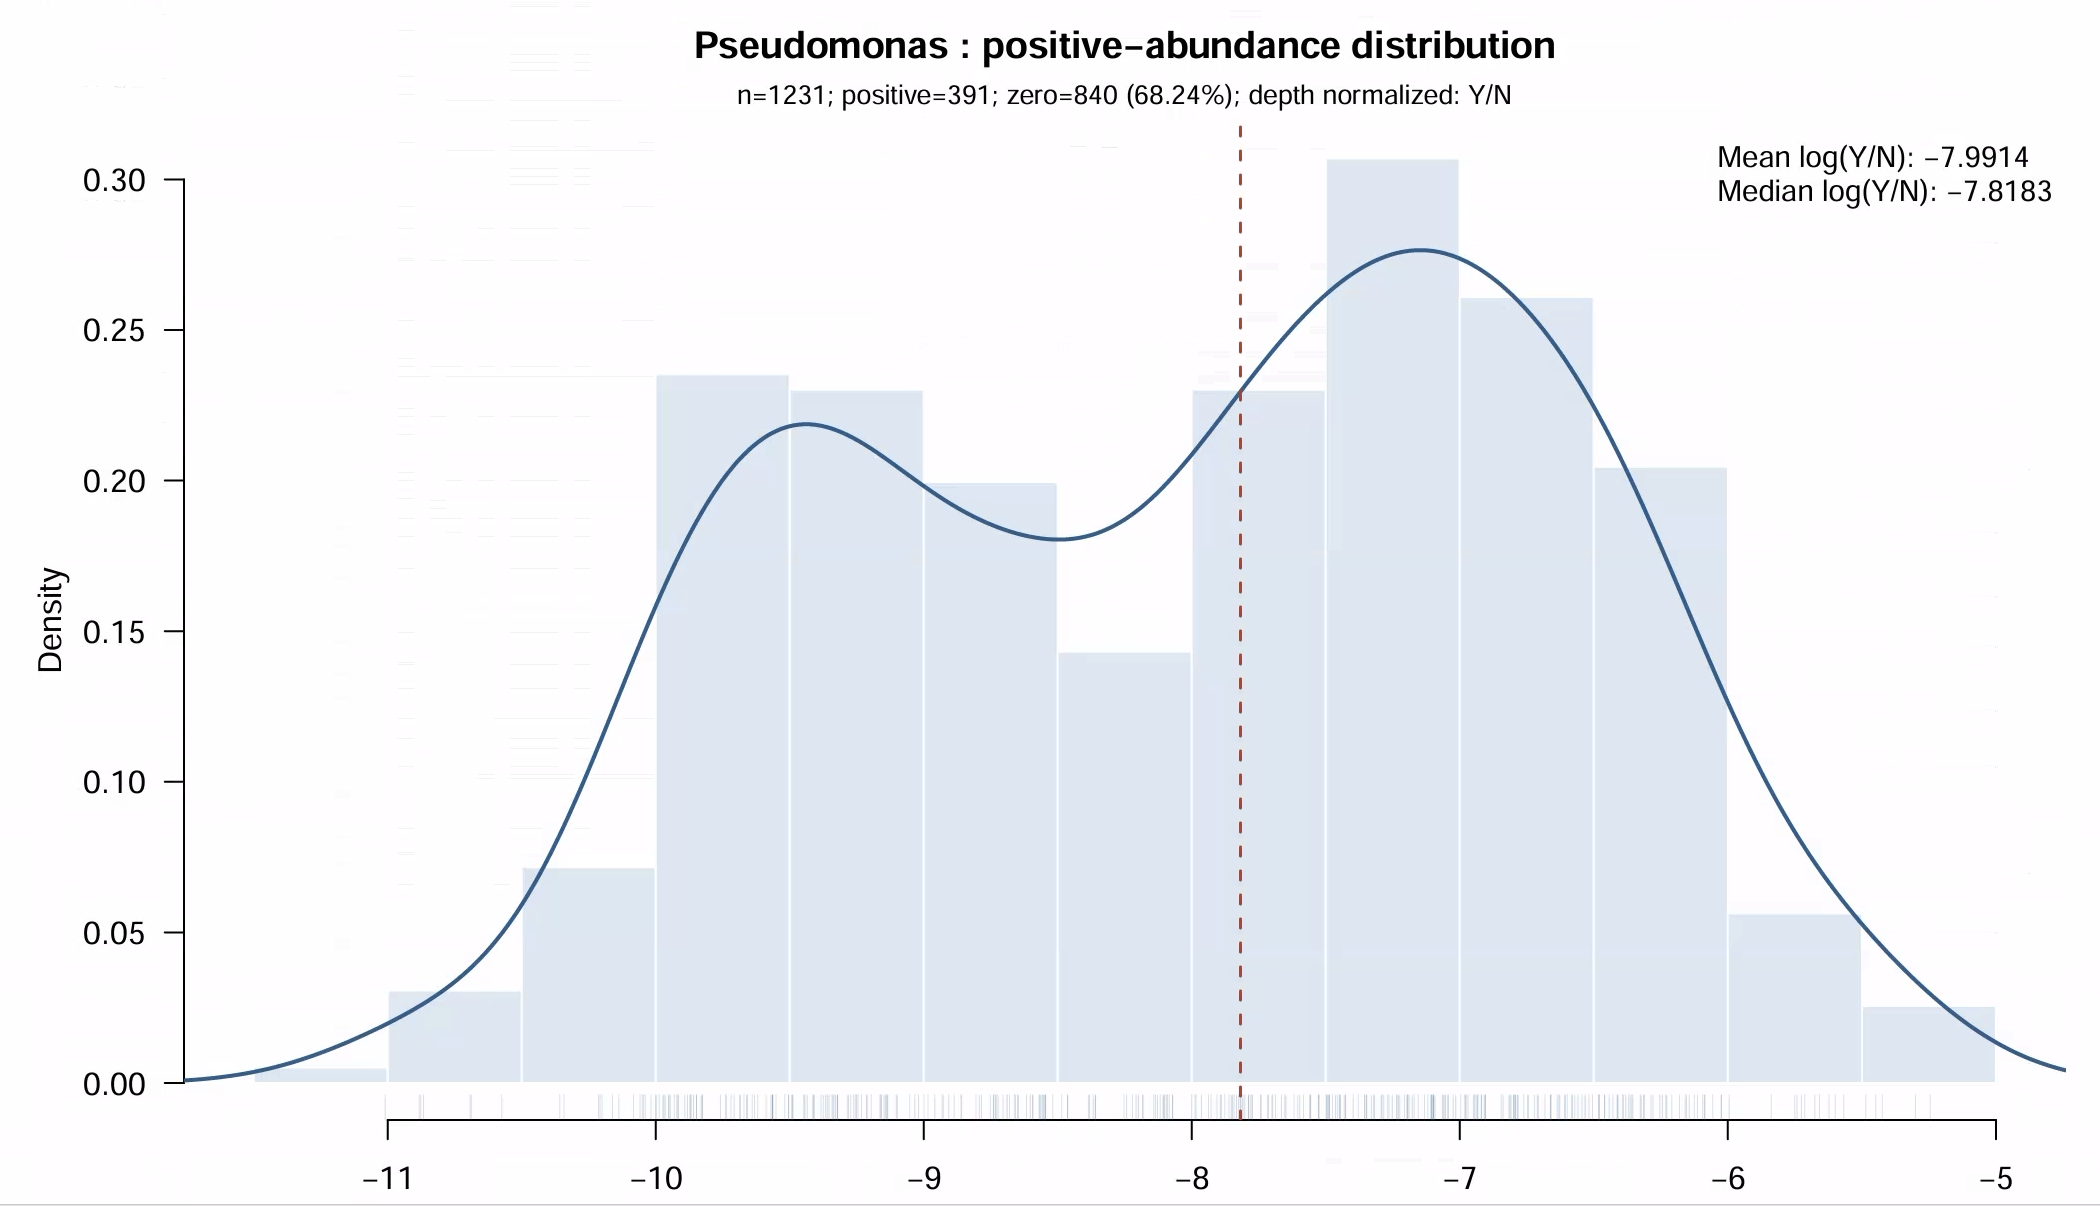 Pseudomonas : positive−abundance distribution
n=1231; positive=391; zero=840 (68.24%); depth normalized: Y/N
Mean log(Y/N): −7.9914
Median log(Y/N): −7.8183
0.30
0.25
0.20
0.15
0.10
0.05
0.00
Density
−11 −10 −9 −8 −7 −6 −5